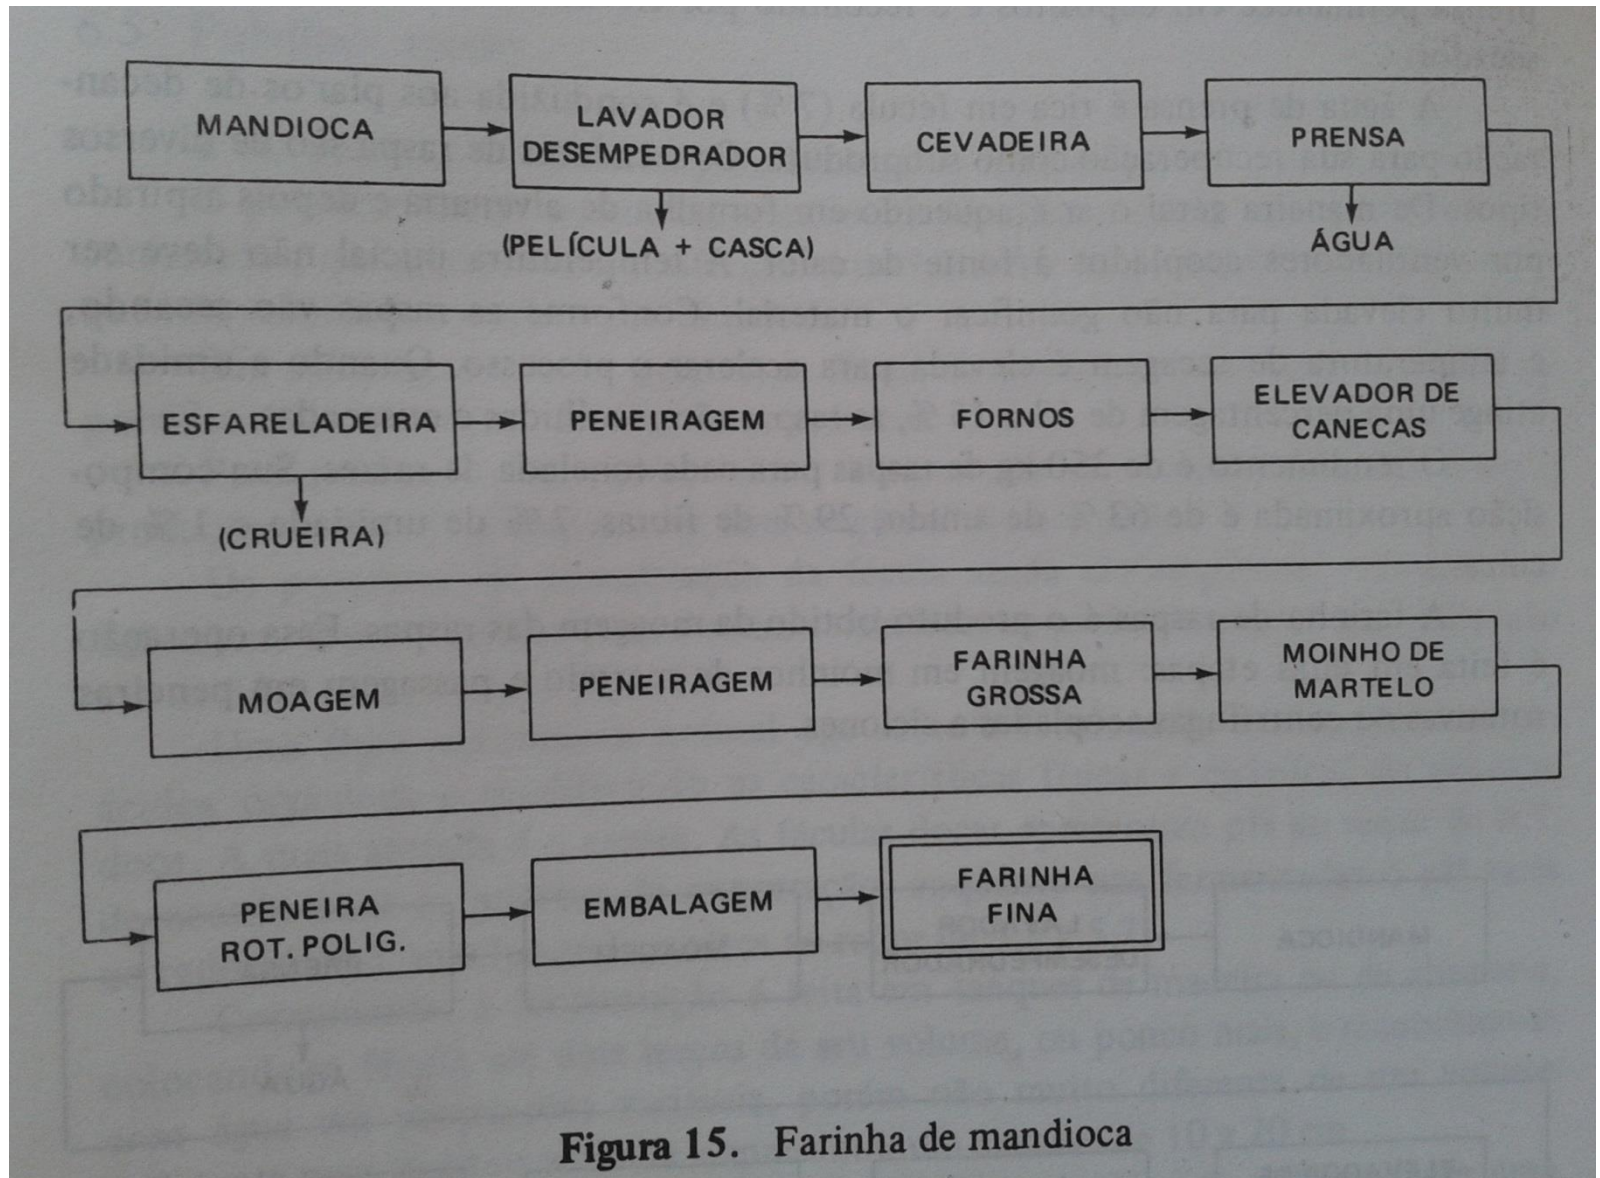 MANDIOCA
LAVADOR
DESEMPEDRADOR
CEVADEIRA
PRENSA
(PELÍCULA + CASCA)
ÁGUA
ESFARELADEIRA
PENEIRAGEM
FORNOS
ELEVADOR DE
CANECAS
(CRUEIRA)
MOAGEM
PENEIRAGEM
FARINHA
GROSSA
MOINHO DE
MARTELO
PENEIRA
ROT. POLIG.
EMBALAGEM
FARINHA
FINA
Figura 15. Farinha de mandioca